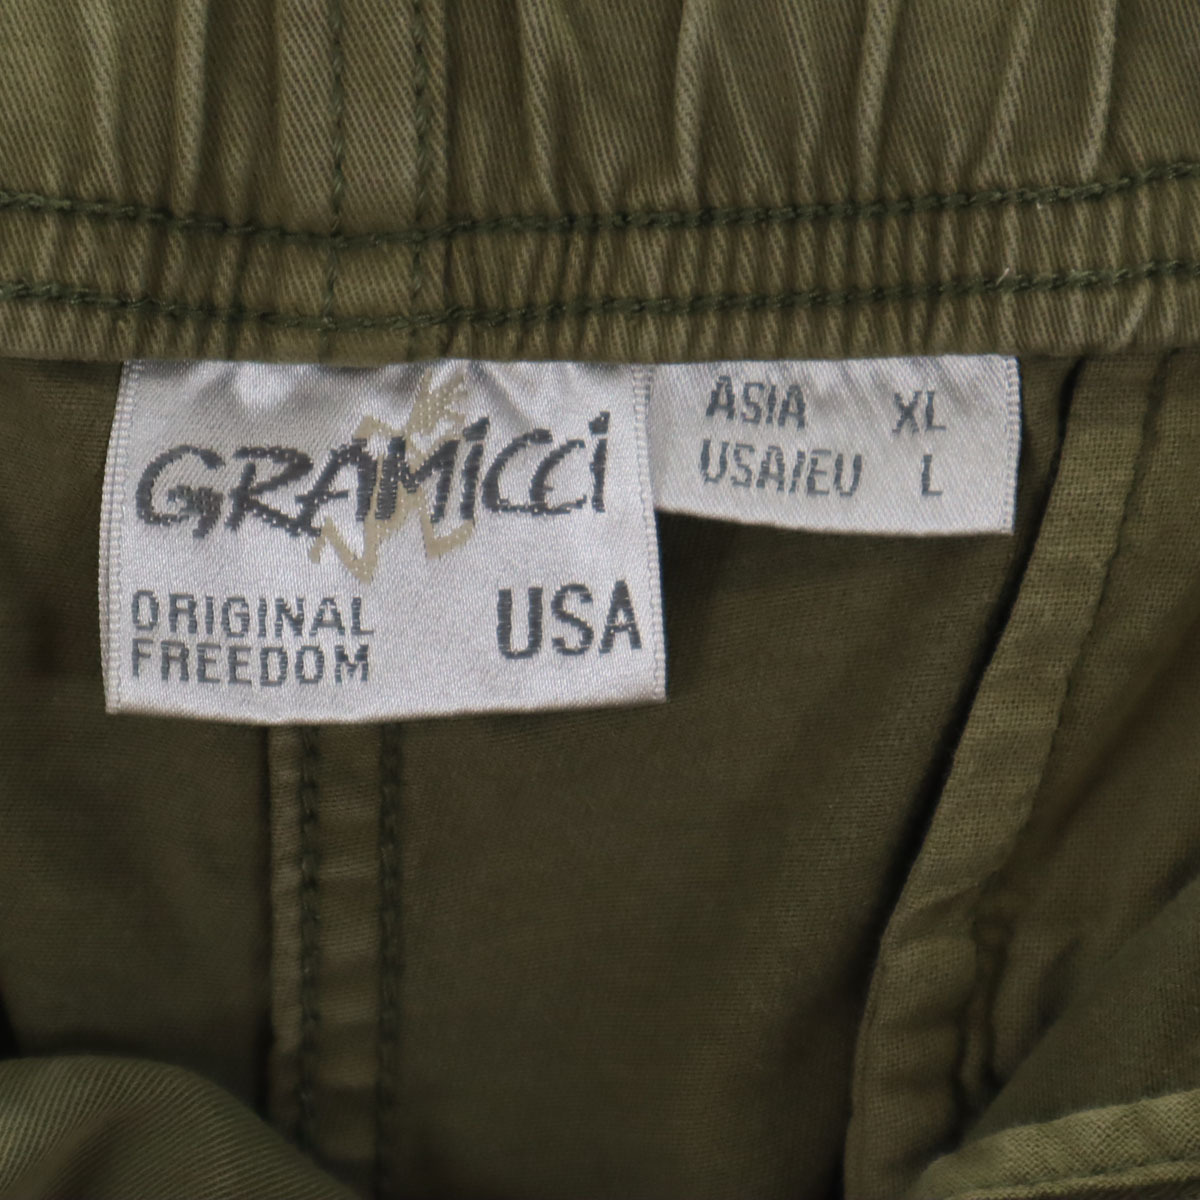 GRAMiCCi
ORIGINAL
FREEDOM
USA
ASIA XL
USA/EU L